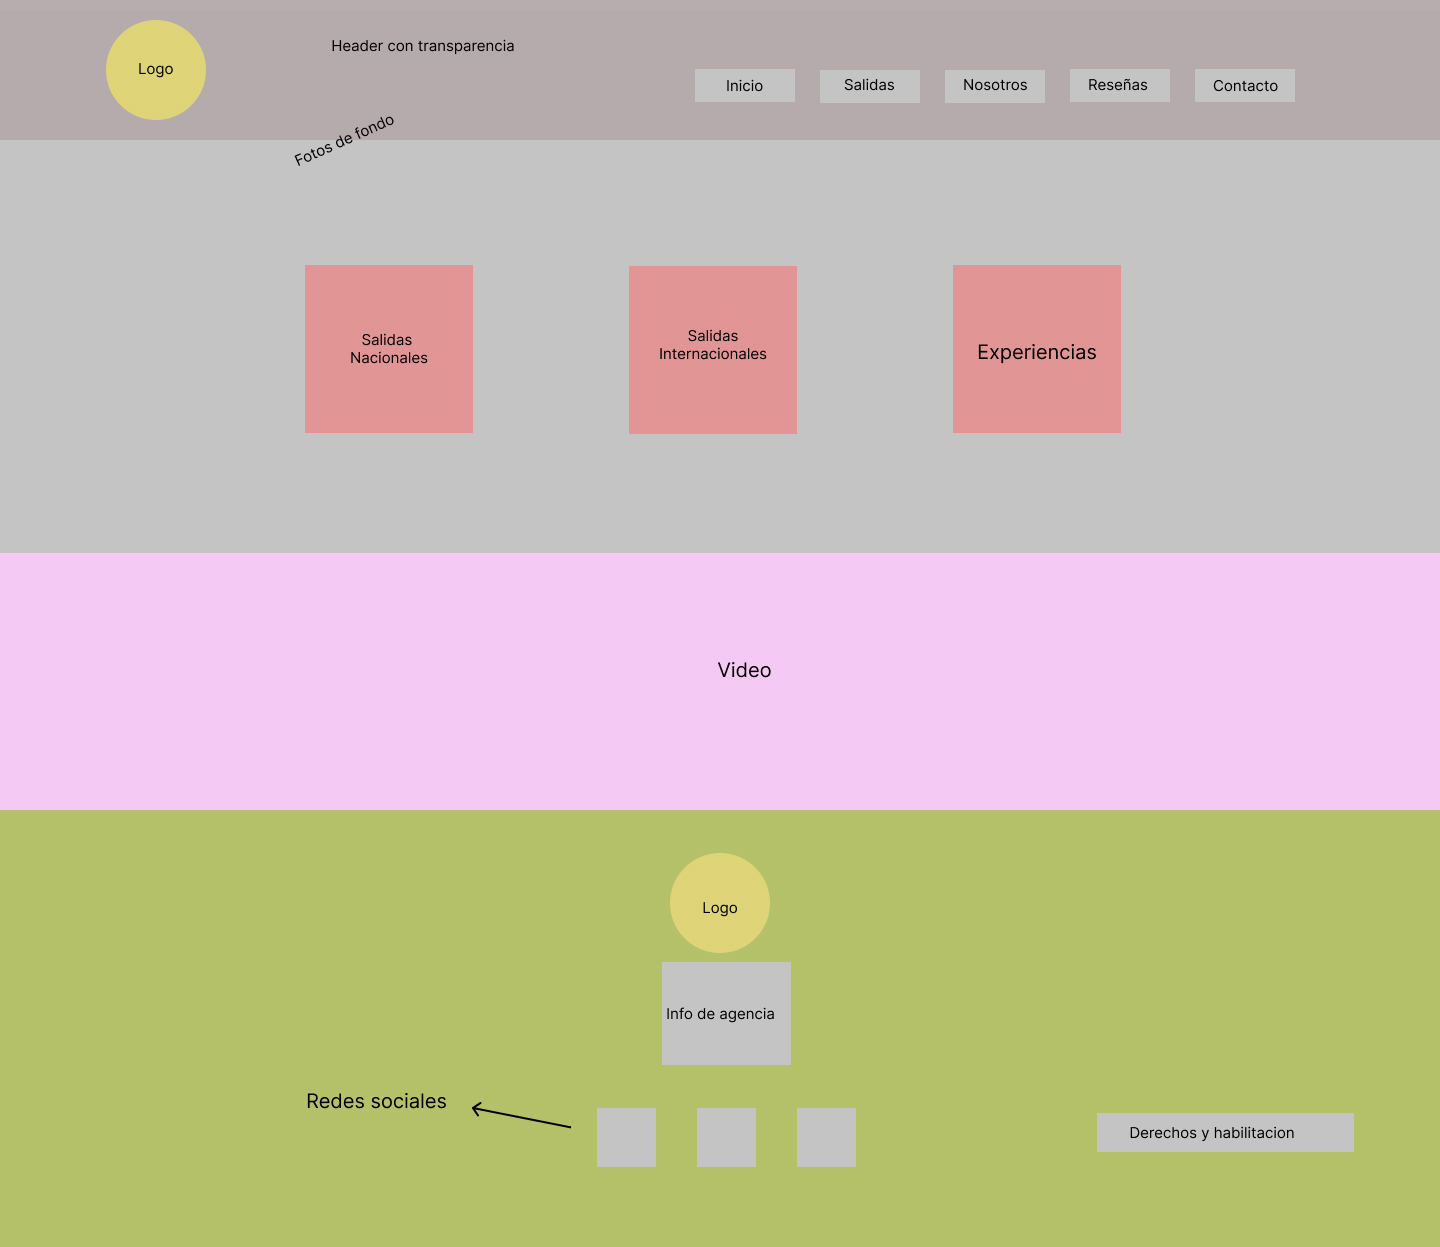 Logo
Header con transparencia
Inicio
Salidas
Nosotros
Reseñas
Contacto
Fotos de fondo
Salidas
Nacionales
Salidas
Internacionales
Experiencias
Video
Logo
Info de agencia
Redes sociales
Derechos y habilitacion